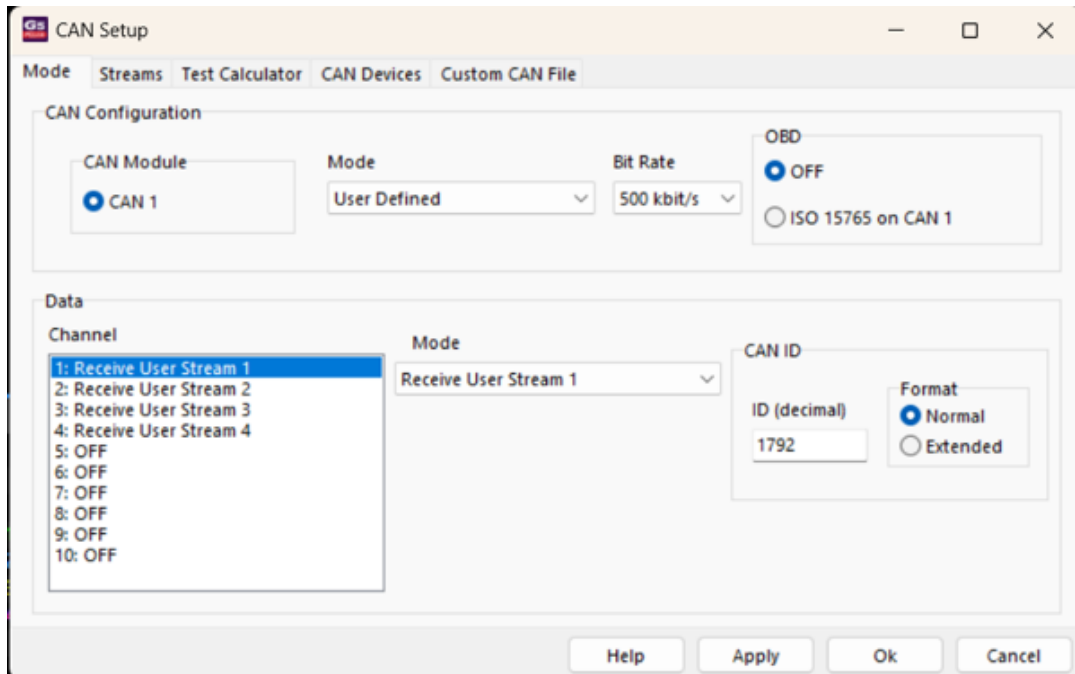 GS
CAN Setup
Mode Streams Test Calculator CAN Devices Custom CAN File
CAN Configuration
CAN Module
CAN 1
Mode
User Defined
Bit Rate
500 kbit/s
OBD
OFF
ISO 15765 on CAN 1
Data
Channel
1: Receive User Stream 1
2: Receive User Stream 2
3: Receive User Stream 3
4: Receive User Stream 4
5: OFF
6: OFF
7: OFF
8: OFF
9: OFF
10: OFF
Mode
Receive User Stream 1
CAN ID
ID (decimal)
1792
Format
Normal
Extended
Help Apply Ok Cancel